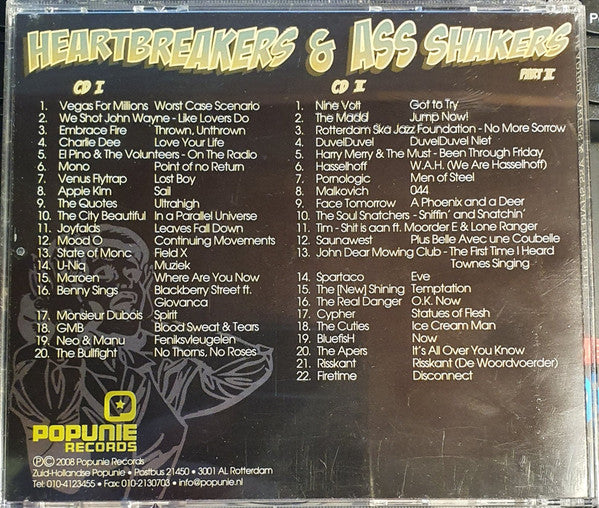 HEARTBREAKERS & ASS SHAKERS
PART II
CD I
1. Vegas For Millions Worst Case Scenario
2. We Shot John Wayne - Like Lovers Do
3. Embrace Fire Thrown, Unthrown
4. Charlie Dee Love Your Life
5. El Pino & The Volunteers - On The Radio
6. Mono Point of no Return
7. Venus Flytrap Lost Boy
8. Apple Kim Sail
9. The Quotes Ultrahigh
10. The City Beautiful In a Parallel Universe
11. Joyfalds Leaves Fall Down
12. Mood O Continuing Movements
13. State of Monc Field X
14. U-Niq Muziek
15. Maroen Where Are You Now
16. Benny Sings Blackberry Street ft.
Giovanca
17. Monsieur Dubois Spirit
18. GMB Blood Sweat & Tears
19. Neo & Manu Feniksvleugelen
20. The Bullfight No Thorns, No Roses
CD II
1. Nine Volt Got to Try
2. The Madd Jump Now!
3. Rotterdam Ska Jazz Foundation - No More Sorrow
4. DuvelDuvel DuvelDuvel Niet
5. Harry Merry & The Must - Been Through Friday
6. Hasselhoff W.A.H. (We Are Hasselhoff)
7. Pornologic Men of Steel
8. Malkovich 044
9. Face Tomorrow A Phoenix and a Deer
10. The Soul Snatchers - Sniffin' and Snatchin'
11. Tim - Shit is aan ft. Moorder E & Lone Ranger
12. Saunawest Plus Belle Avec une Coubelle
13. John Dear Mowing Club - The First Time I Heard
Townes Singing
14. Spartaco Eve
15. The [New] Shining Temptation
16. The Real Danger O.K. Now
17. Cypher Statues of Flesh
18. The Cuties Ice Cream Man
19. BluefisH Now
20. The Apers It's All Over You Know
21. Risskant Risskant (De Woordvoerder)
22. Firetime Disconnect
POPUNIE
RECORDS
℗© 2008 Popunie Records
Zuid-Hollandse Popunie • Postbus 21450 • 3001 AL Rotterdam
Tel: 010-4123455 • Fax: 010-2130703 • info@popunie.nl